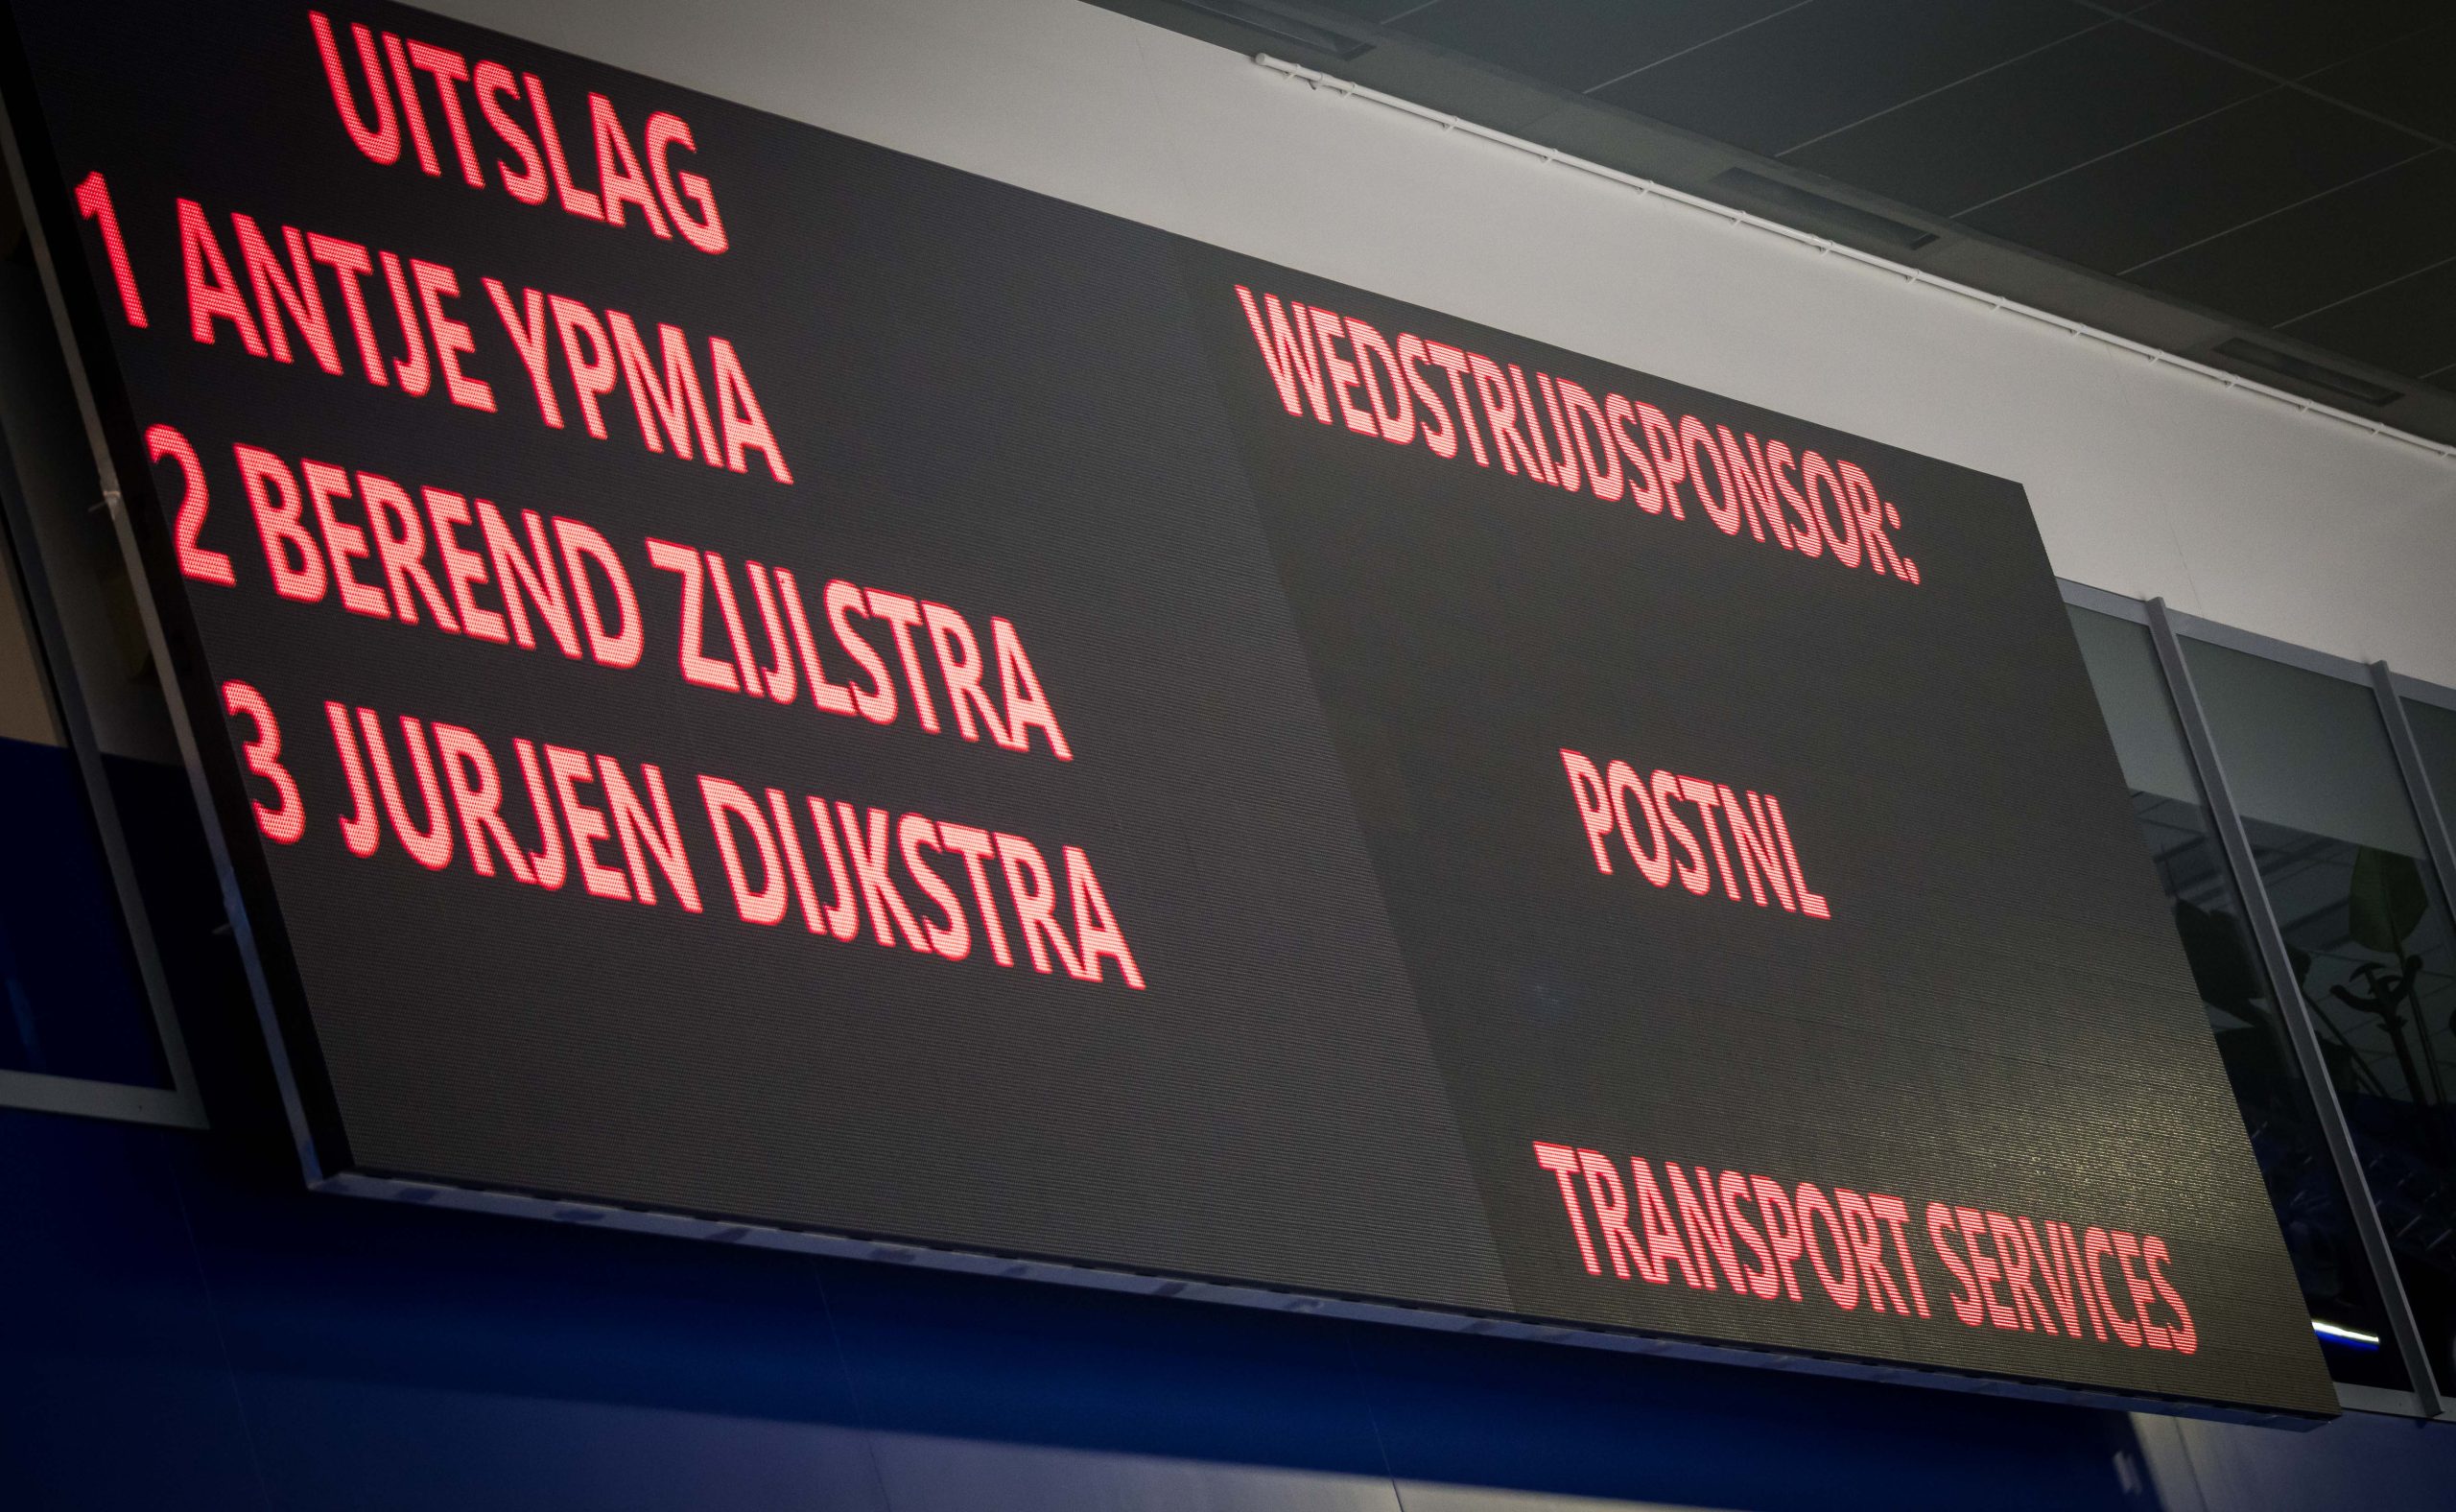 UITSLAG
1 ANTJE YPMA
2 BEREND ZIJLSTRA
3 JURJEN DIJKSTRA
WEDSTRIJDSPONSOR:
POSTNL
TRANSPORT SERVICES